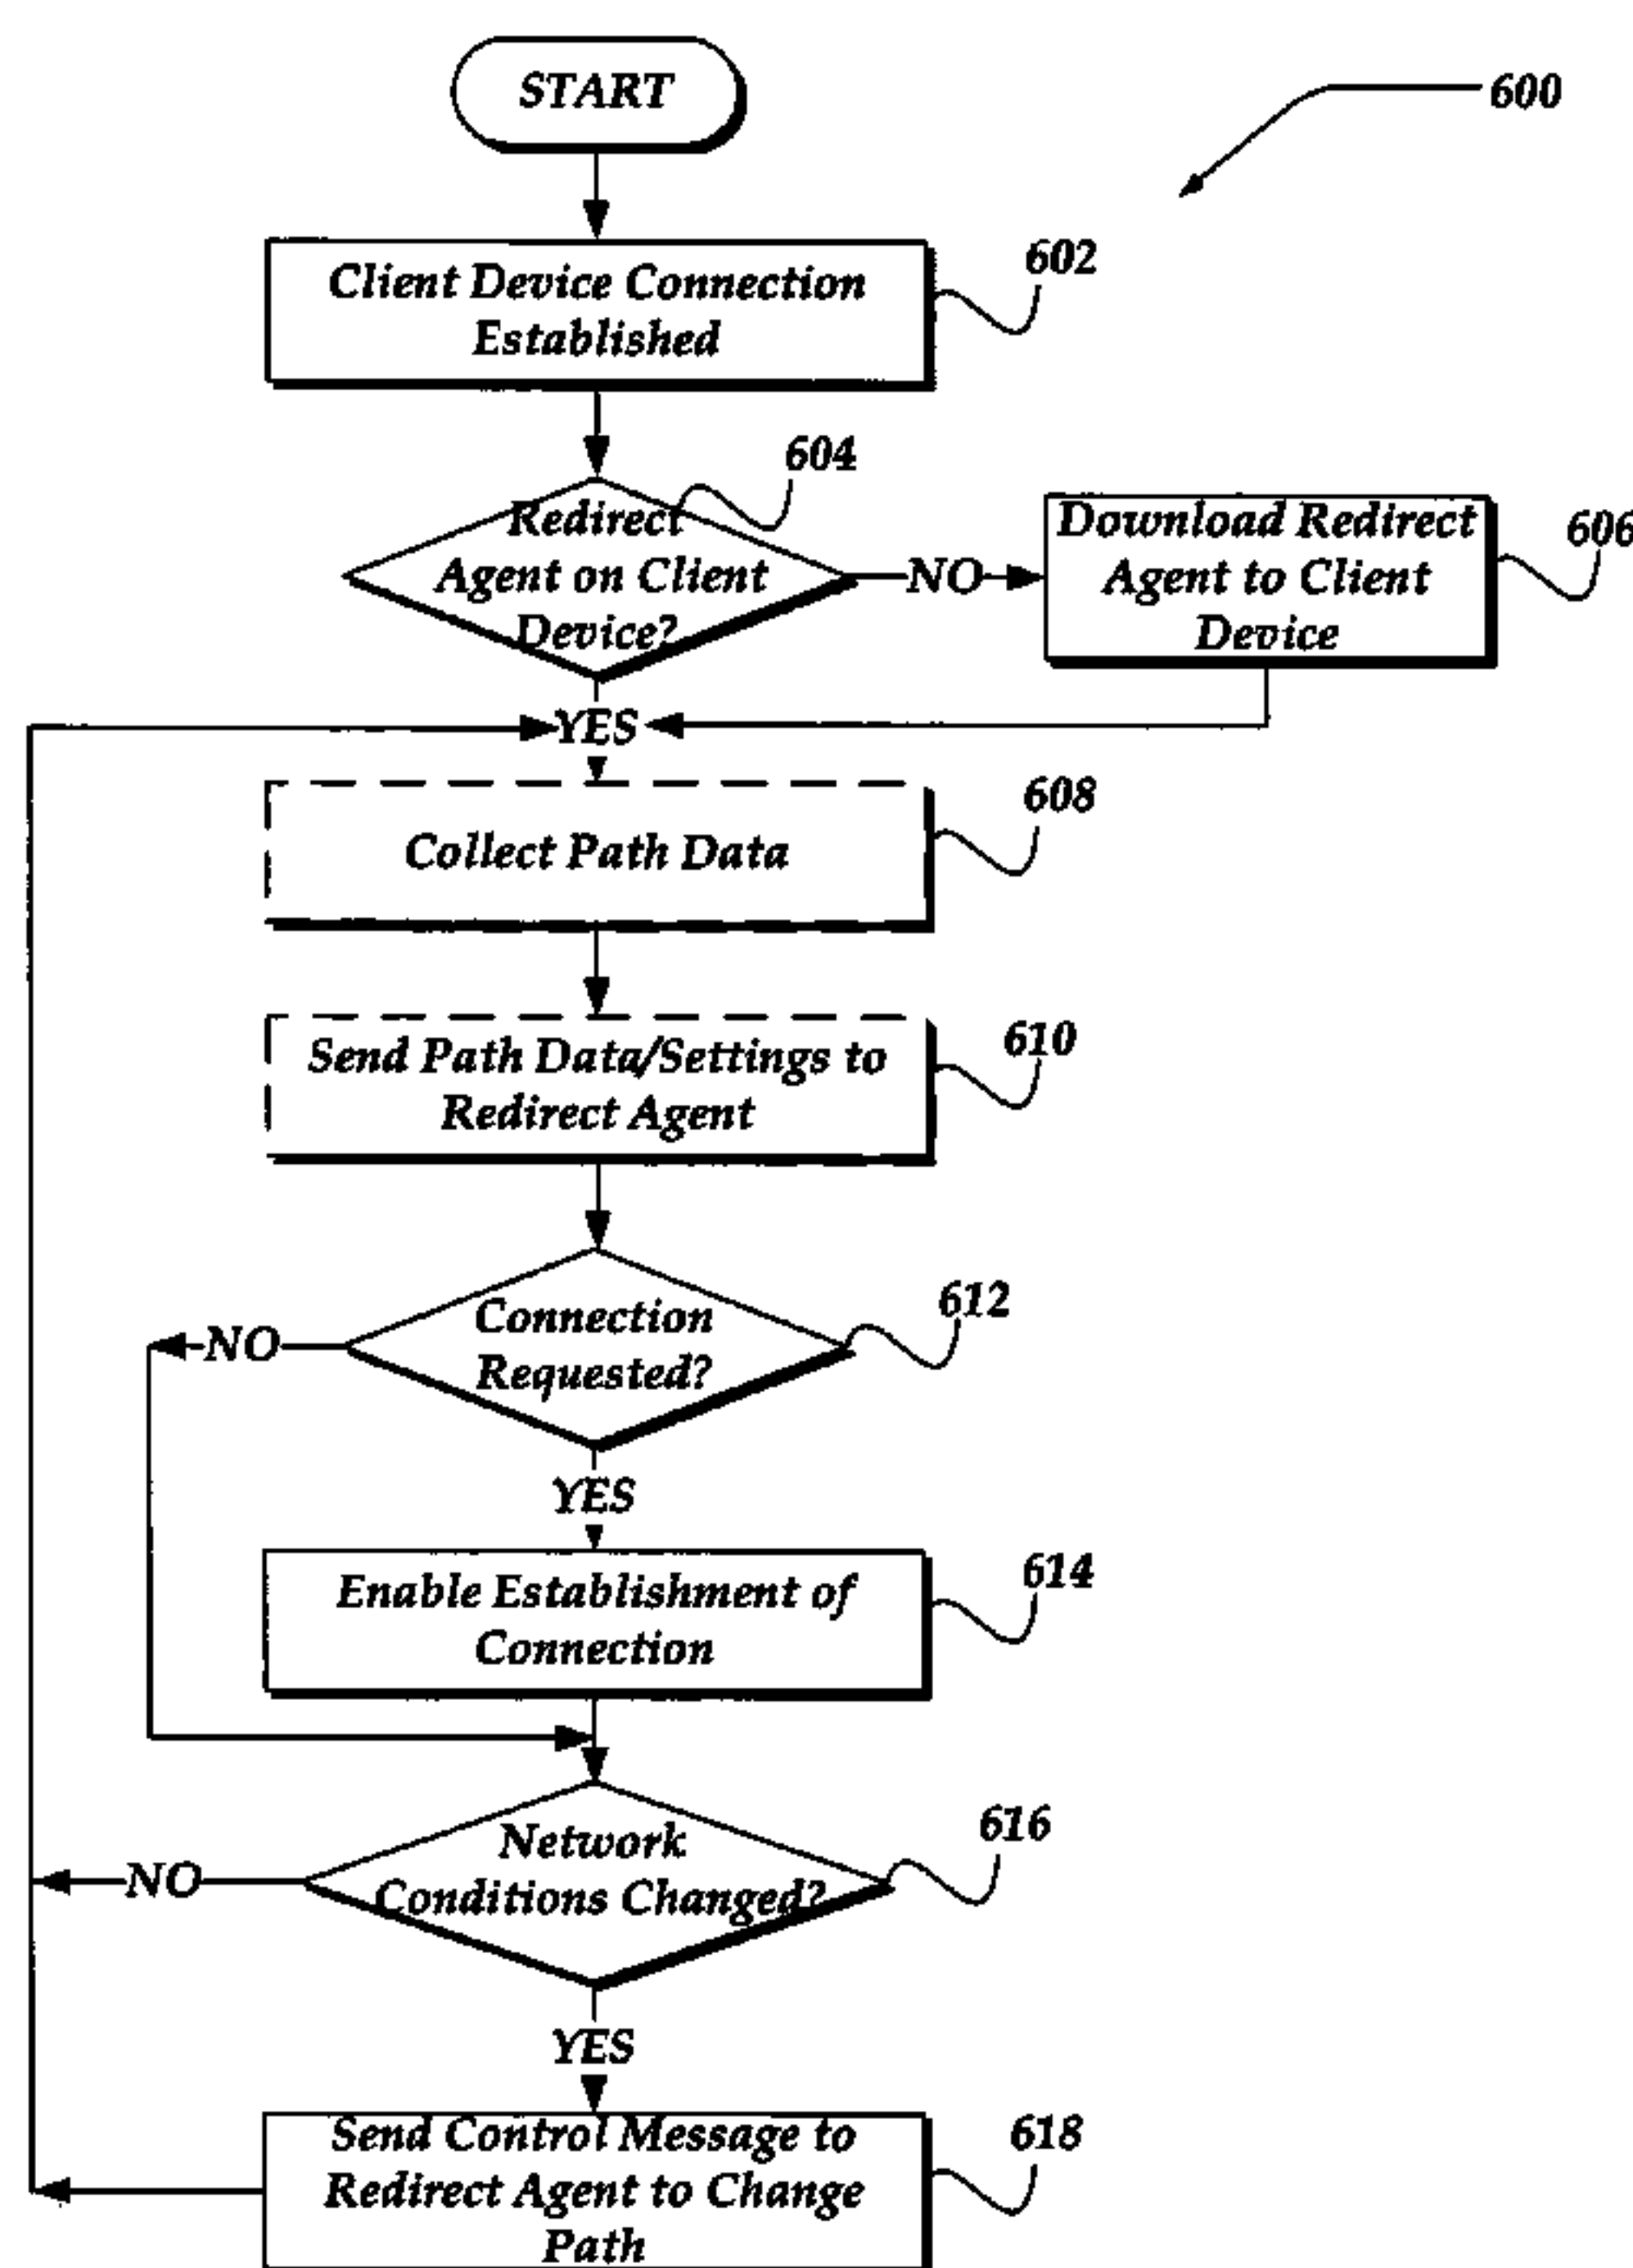 START
600
Client Device Connection
Established
602
604
Redirect
Agent on Client
Device?
NO
Download Redirect
Agent to Client
Device
606
YES
Collect Path Data
608
Send Path Data/Settings to
Redirect Agent
610
Connection
Requested?
612
NO
YES
Enable Establishment of
Connection
614
Network
Conditions Changed?
616
NO
YES
Send Control Message to
Redirect Agent to Change
Path
618